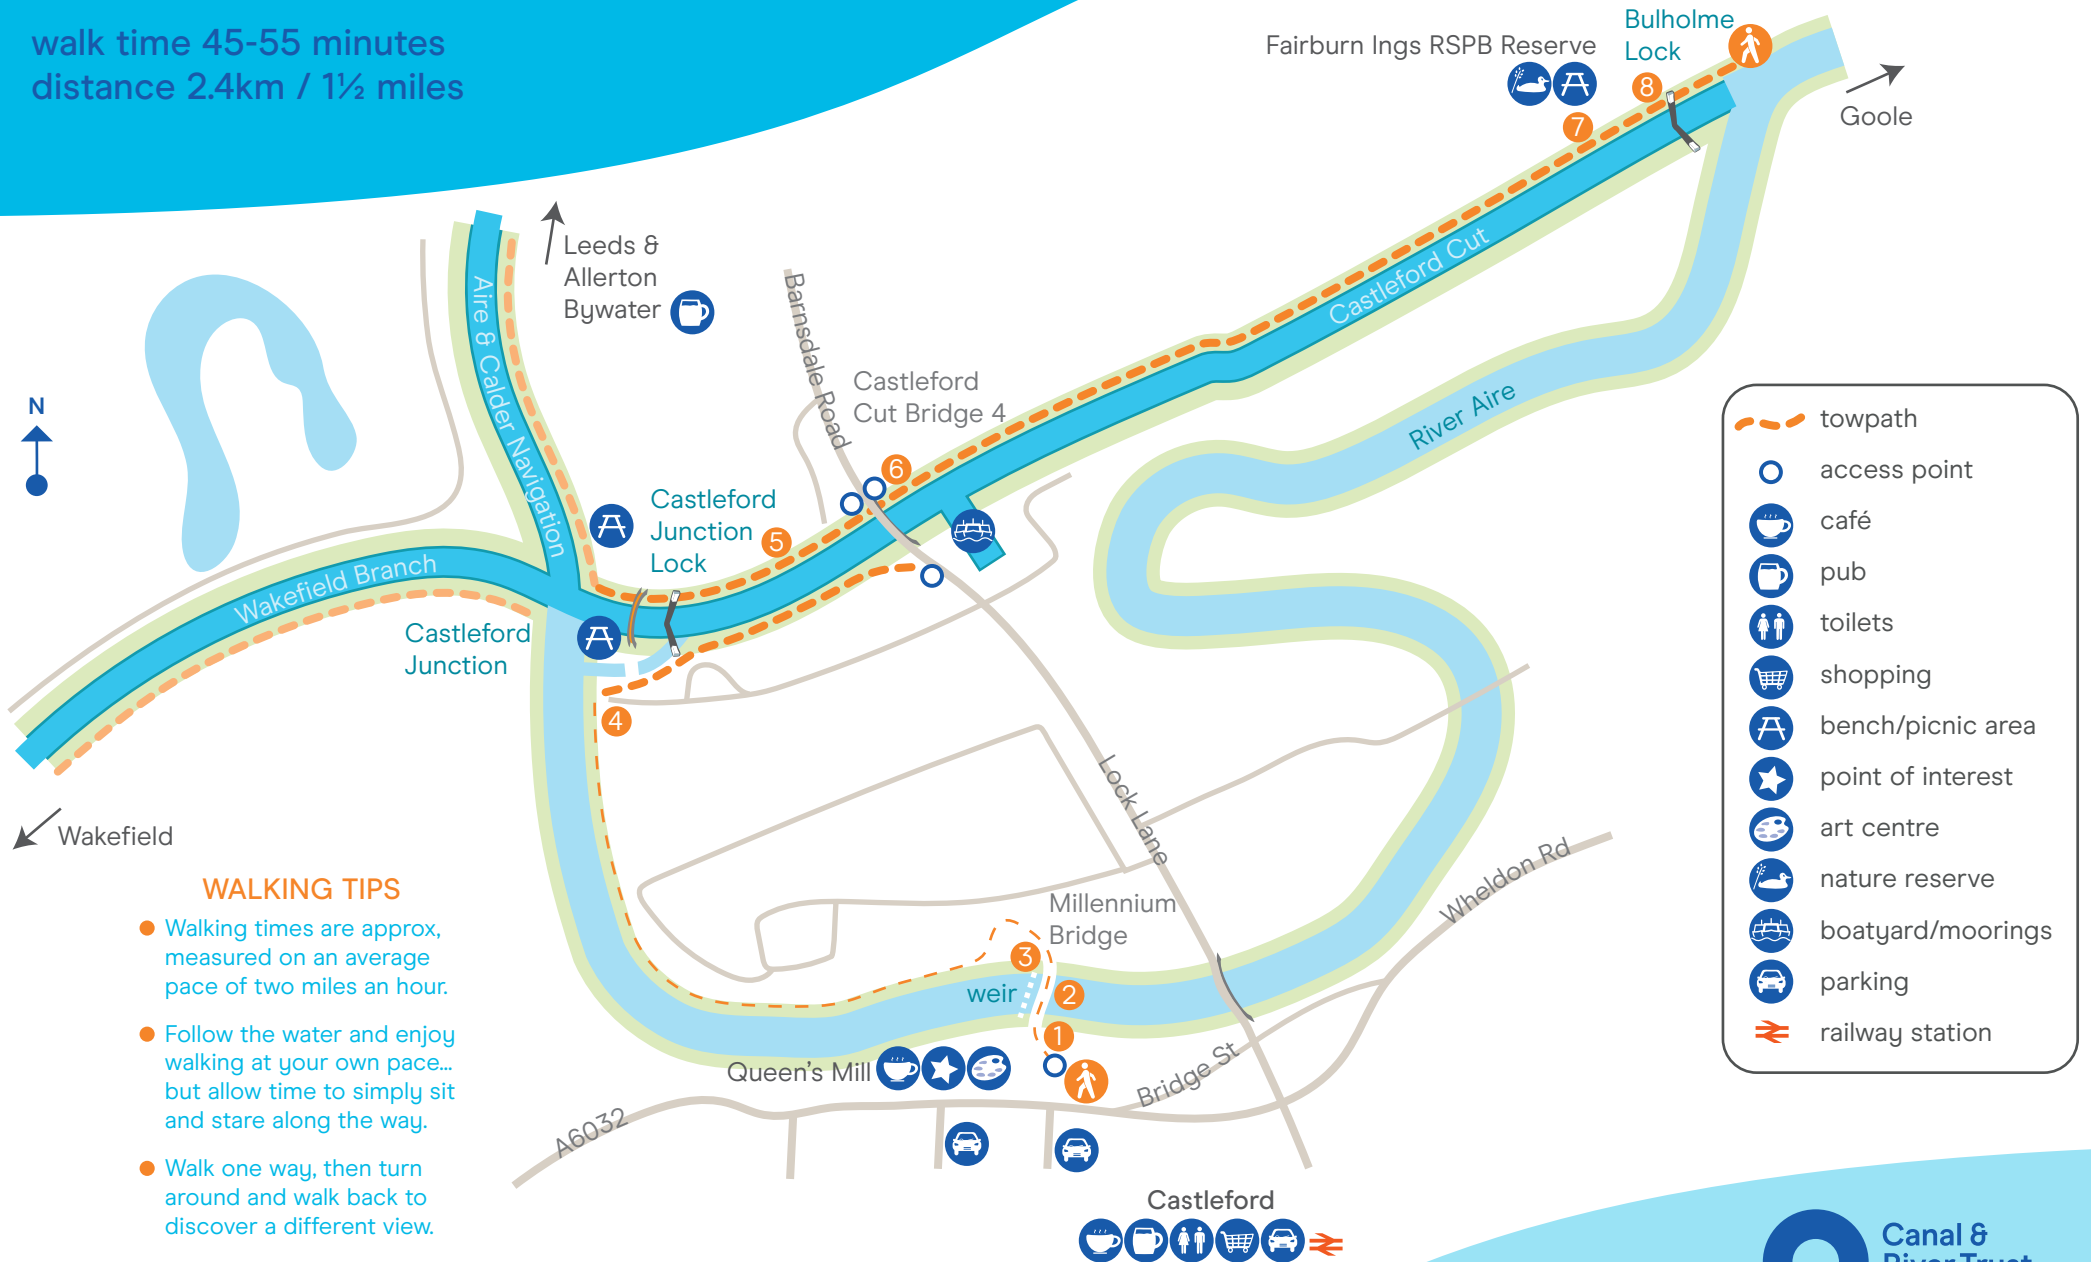 walk time 45-55 minutes
distance 2.4km / 1½ miles
Fairburn Ings RSPB Reserve
Bulholme
Lock
8
7
Goole
Leeds &
Allerton
Bywater
Aire & Calder Navigation
Barnsdale Road
Castleford
Cut Bridge 4
Castleford Cut
River Aire
N
6
Castleford
Junction
Lock
5
Wakefield Branch
Castleford
Junction
4
Wakefield
Lock Lane
Wheldon Rd
Millennium
Bridge
3
weir
2
1
Queen's Mill
Bridge St
A6032
Castleford
WALKING TIPS
Walking times are approx,
measured on an average
pace of two miles an hour.
Follow the water and enjoy
walking at your own pace...
but allow time to simply sit
and stare along the way.
Walk one way, then turn
around and walk back to
discover a different view.
towpath
access point
café
pub
toilets
shopping
bench/picnic area
point of interest
art centre
nature reserve
boatyard/moorings
parking
railway station
Canal &
River Trust